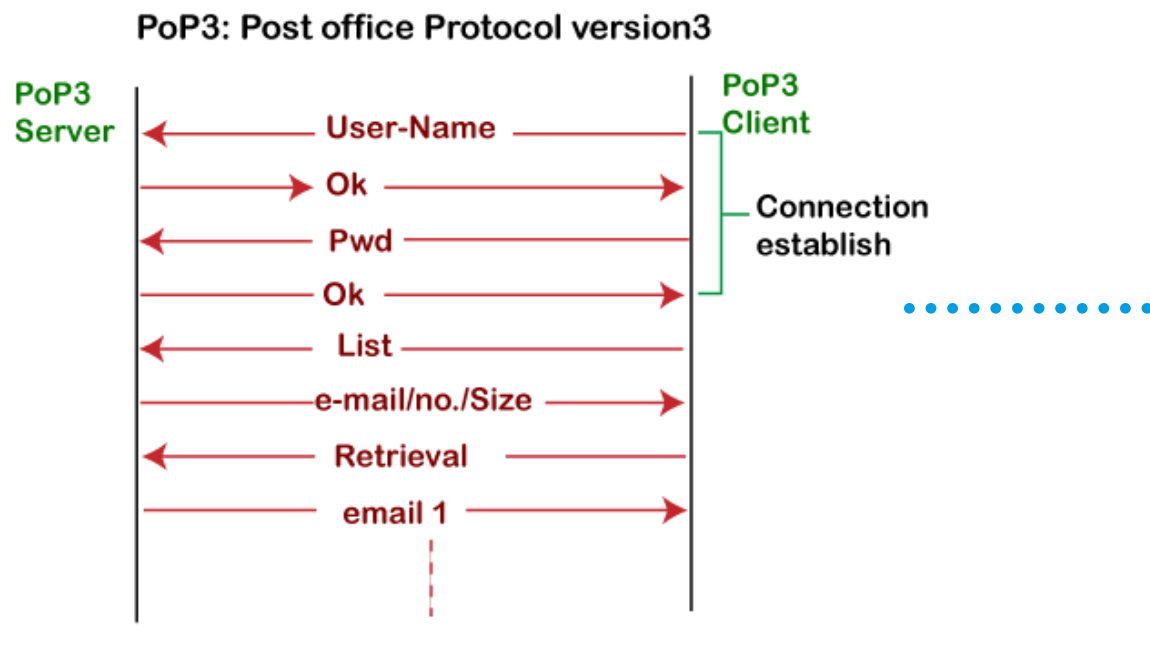 PoP3: Post office Protocol version3
PoP3
Server
PoP3
Client
User-Name
Ok
Pwd
Ok
Connection
establish
List
e-mail/no./Size
Retrieval
email 1